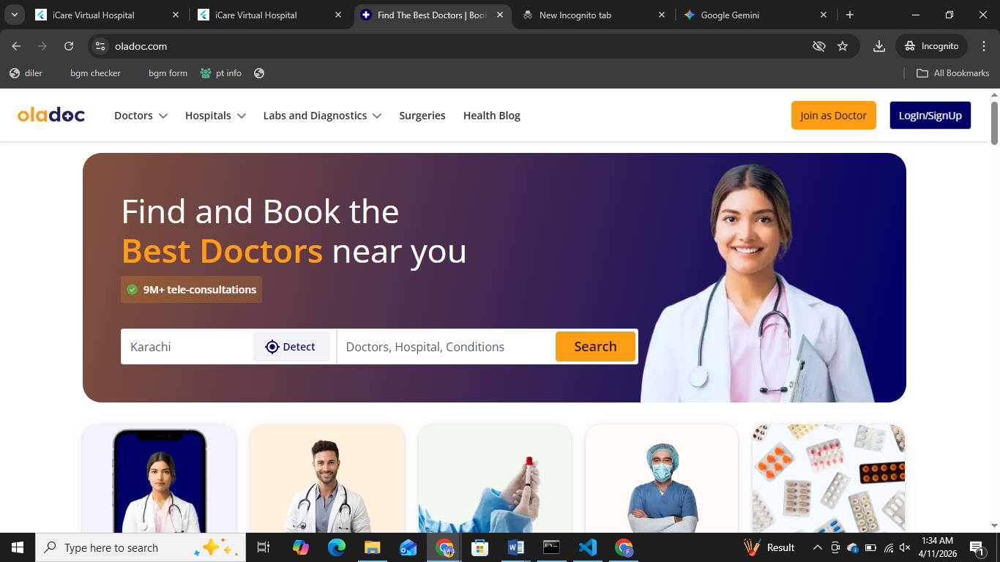 iCare Virtual Hospital
iCare Virtual Hospital
Find The Best Doctors | Book
New Incognito tab
Google Gemini
oladoc.com
Incognito
diler
bgm checker
bgm form
pt info
All Bookmarks
oladoc
Doctors
Hospitals
Labs and Diagnostics
Surgeries
Health Blog
Join as Doctor
LogIn/SignUp
Find and Book the
Best Doctors near you
9M+ tele-consultations
Karachi
Detect
Doctors, Hospital, Conditions
Search
Type here to search
Result
1:34 AM
4/11/2026
1